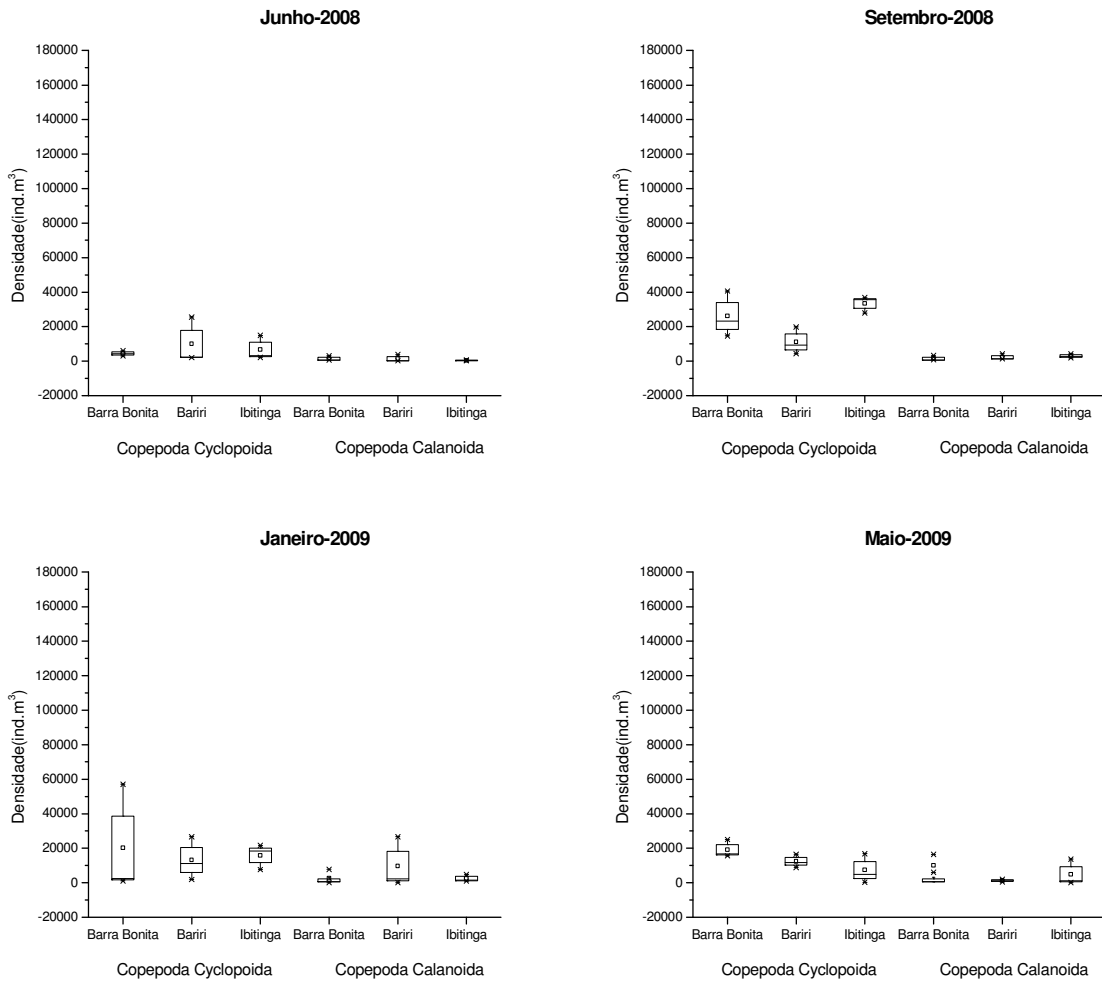 Junho-2008
180000
160000
140000
120000
100000
80000
60000
40000
20000
0
-20000
Densidade(ind.m³)
Barra Bonita Bariri Ibitinga Barra Bonita Bariri Ibitinga
Copepoda Cyclopoida Copepoda Calanoida
Setembro-2008
180000
160000
140000
120000
100000
80000
60000
40000
20000
0
-20000
Densidade(ind.m³)
Barra Bonita Bariri Ibitinga Barra Bonita Bariri Ibitinga
Copepoda Cyclopoida Copepoda Calanoida
Janeiro-2009
180000
160000
140000
120000
100000
80000
60000
40000
20000
0
-20000
Densidade(ind.m³)
Barra Bonita Bariri Ibitinga Barra Bonita Bariri Ibitinga
Copepoda Cyclopoida Copepoda Calanoida
Maio-2009
180000
160000
140000
120000
100000
80000
60000
40000
20000
0
-20000
Densidade(ind.m³)
Barra Bonita Bariri Ibitinga Barra Bonita Bariri Ibitinga
Copepoda Cyclopoida Copepoda Calanoida